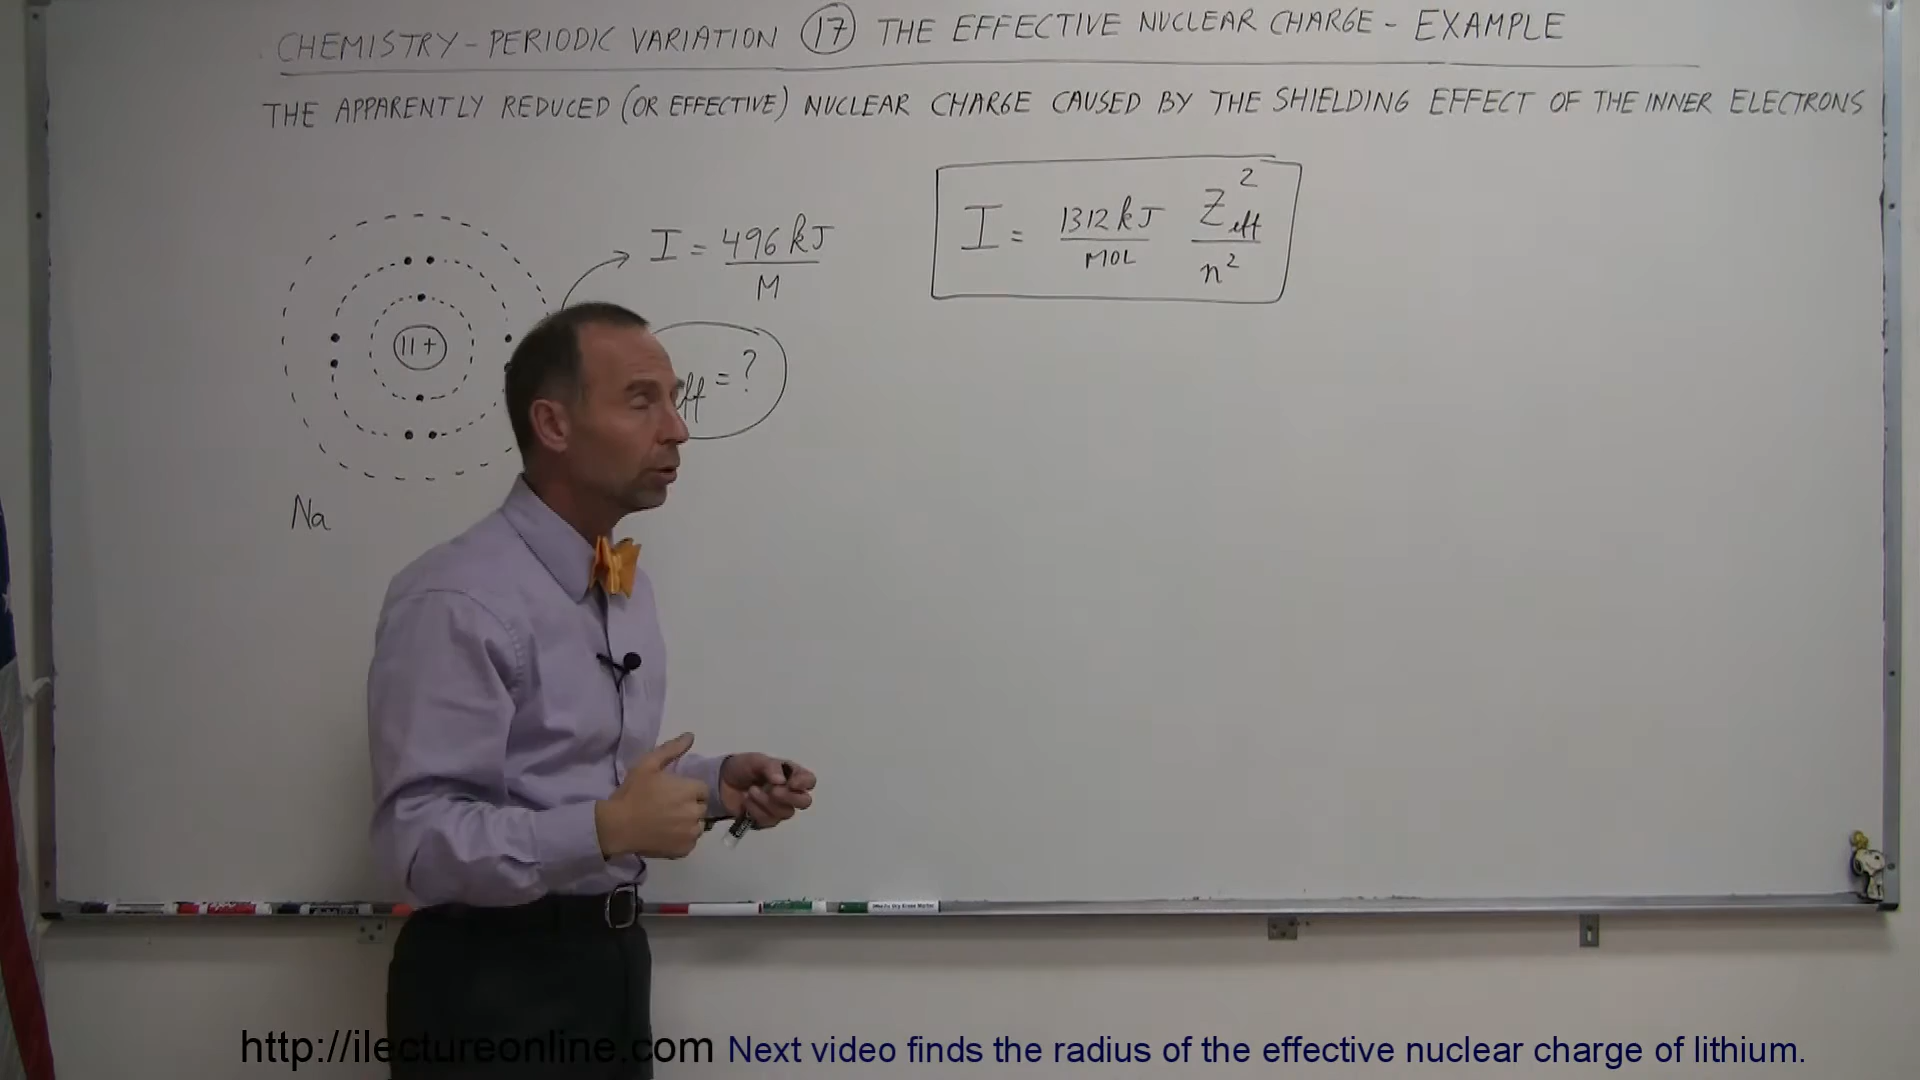 CHEMISTRY - PERIODIC VARIATION 17 THE EFFECTIVE NUCLEAR CHARGE - EXAMPLE
THE APPARENTLY REDUCED (OR EFFECTIVE) NUCLEAR CHARGE CAUSED BY THE SHIELDING EFFECT OF THE INNER ELECTRONS
I = 496 kJ / M
I = 1312 kJ / MOL Z²eff / n²
11+
eff = ?
Na
http://ilectureonline.com Next video finds the radius of the effective nuclear charge of lithium.